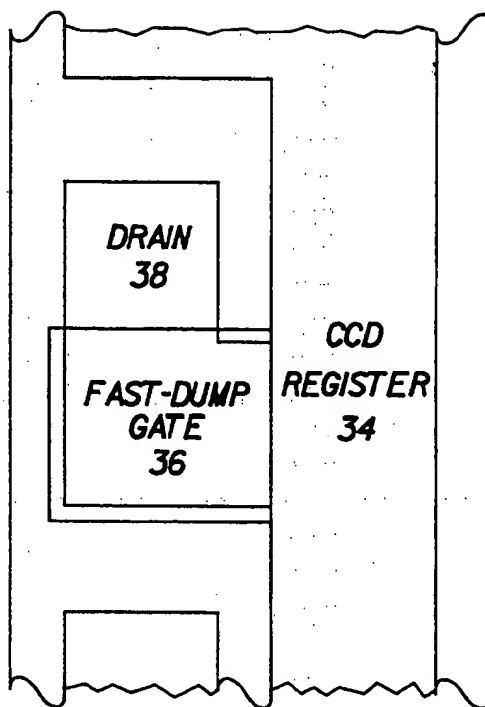 DRAIN
38
FAST-DUMP
GATE
36
CCD
REGISTER
34